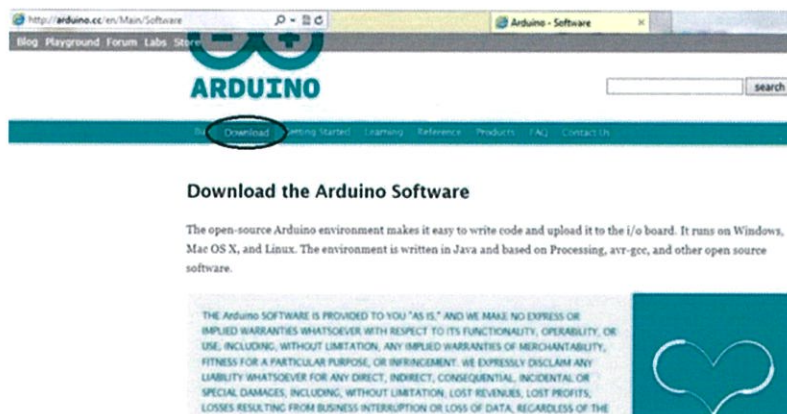 http://arduino.cc/en/Main/Software
Arduino - Software
Blog Playground Forum Labs Store
ARDUINO
search
Download Getting Started Learning Reference Products FAQ Contact Us
Download the Arduino Software
The open-source Arduino environment makes it easy to write code and upload it to the i/o board. It runs on Windows,
Mac OS X, and Linux. The environment is written in Java and based on Processing, avr-gcc, and other open source
software.
THE Arduino SOFTWARE IS PROVIDED TO YOU "AS IS," AND WE MAKE NO EXPRESS OR
IMPLIED WARRANTIES WHATSOEVER WITH RESPECT TO ITS FUNCTIONALITY, OPERABILITY, OR
USE, INCLUDING, WITHOUT LIMITATION, ANY IMPLIED WARRANTIES OF MERCHANTABILITY,
FITNESS FOR A PARTICULAR PURPOSE, OR INFRINGEMENT. WE EXPRESSLY DISCLAIM ANY
LIABILITY WHATSOEVER FOR ANY DIRECT, INDIRECT, CONSEQUENTIAL, INCIDENTAL OR
SPECIAL DAMAGES, INCLUDING, WITHOUT LIMITATION, LOST REVENUES, LOST PROFITS,
LOSSES RESULTING FROM BUSINESS INTERRUPTION OR LOSS OF DATA, REGARDLESS OF THE